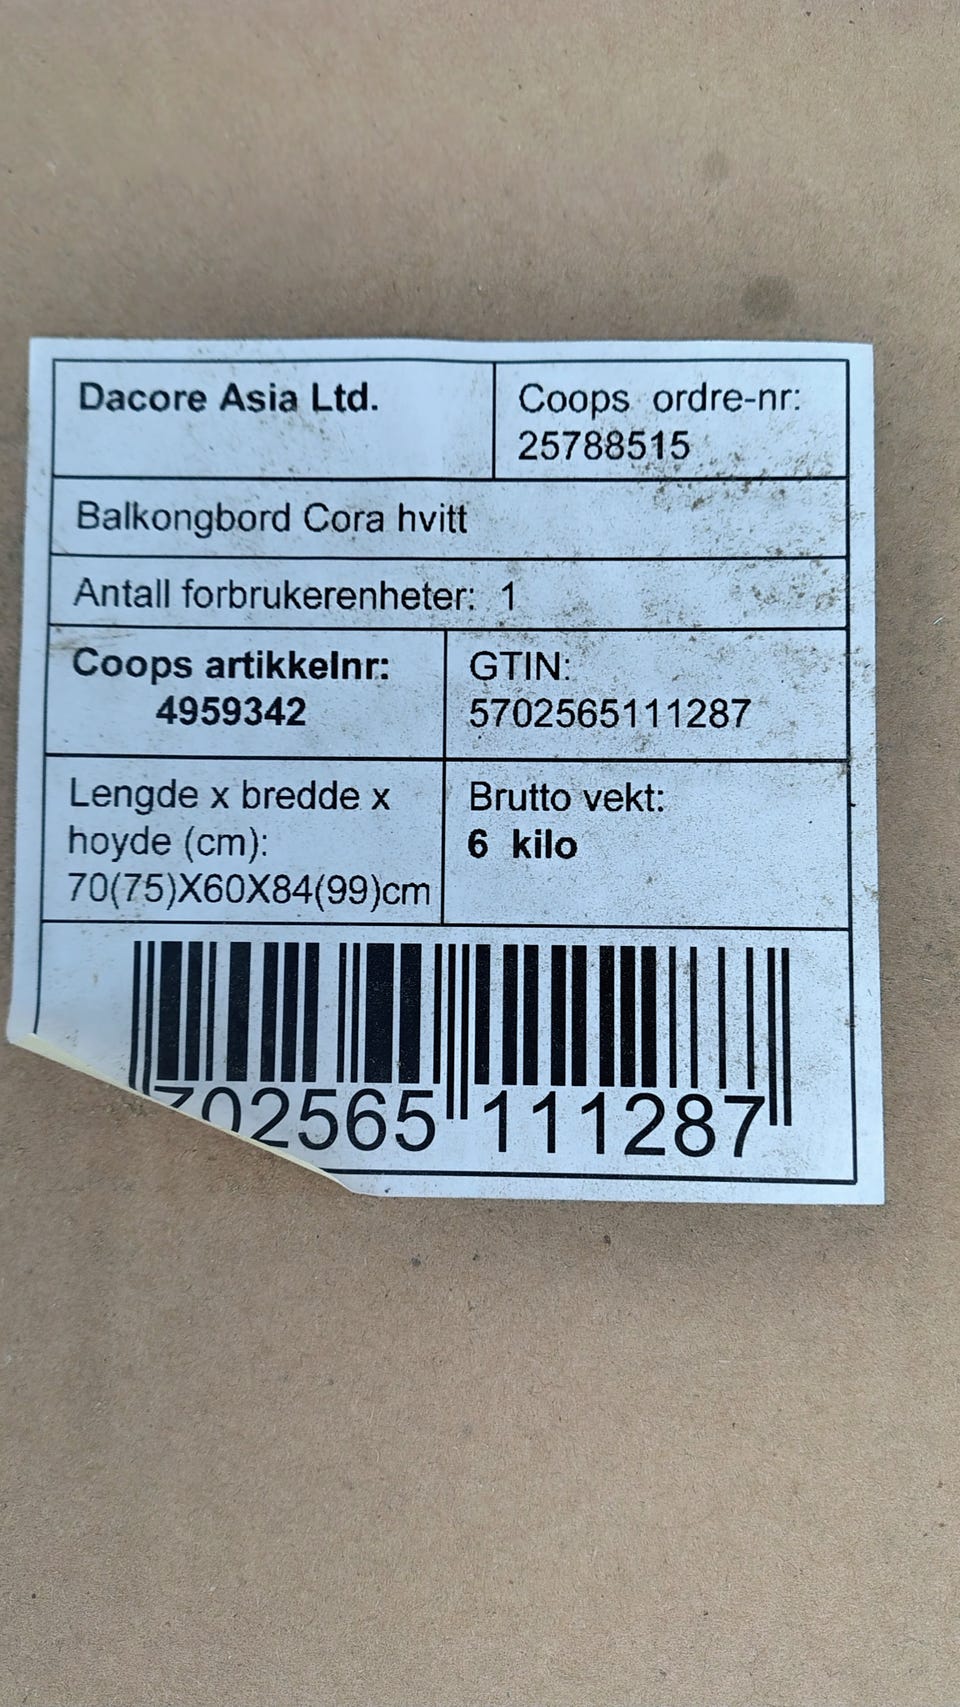 Dacore Asia Ltd.
Coops ordre-nr:
25788515
Balkongbord Cora hvitt
Antall forbrukerenheter: 1
Coops artikkelnr:
4959342
GTIN:
5702565111287
Lengde x bredde x
hoyde (cm):
70(75)X60X84(99)cm
Brutto vekt:
6 kilo
702565 111287